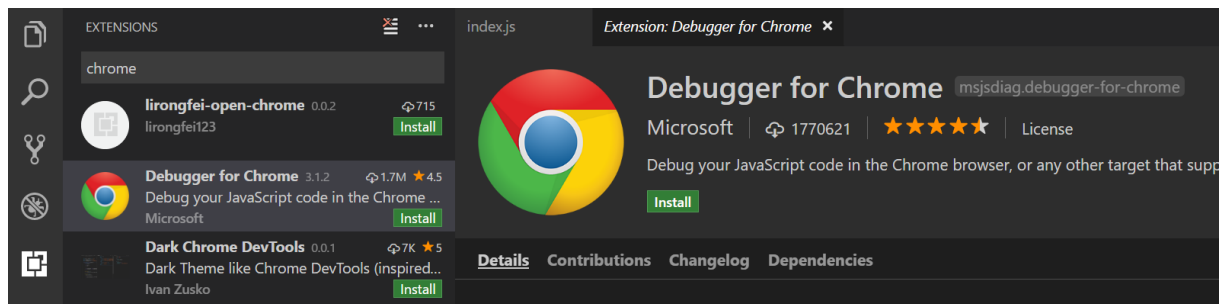 EXTENSIONS
chrome
lirongfei-open-chrome 0.0.2 715
lirongfei123 Install
Debugger for Chrome 3.1.2 1.7M ★ 4.5
Debug your JavaScript code in the Chrome ...
Microsoft Install
Dark Chrome DevTools 0.0.1 7K ★ 5
Dark Theme like Chrome DevTools (inspired...
Ivan Zusko Install
index.js Extension: Debugger for Chrome ×
Debugger for Chrome msjsdiag.debugger-for-chrome
Microsoft 1770621 License
Debug your JavaScript code in the Chrome browser, or any other target that supp
Install
Details Contributions Changelog Dependencies